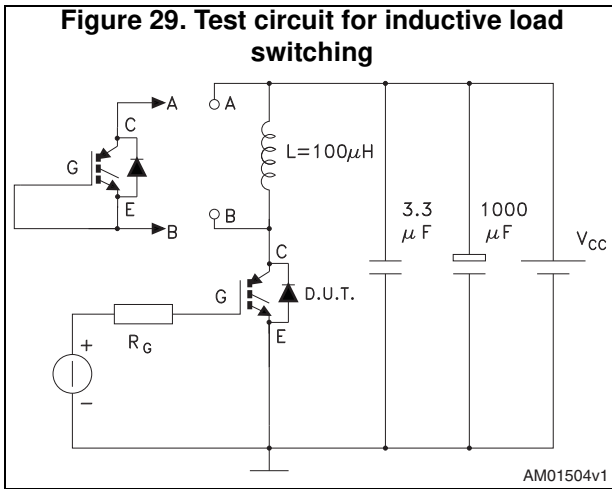 Figure 29. Test circuit for inductive load
switching
A
A
C
G
L=100μH
E
B
B
3.3
μF
1000
μF
VCC
C
G
D.U.T.
E
RG
+
−
AM01504v1